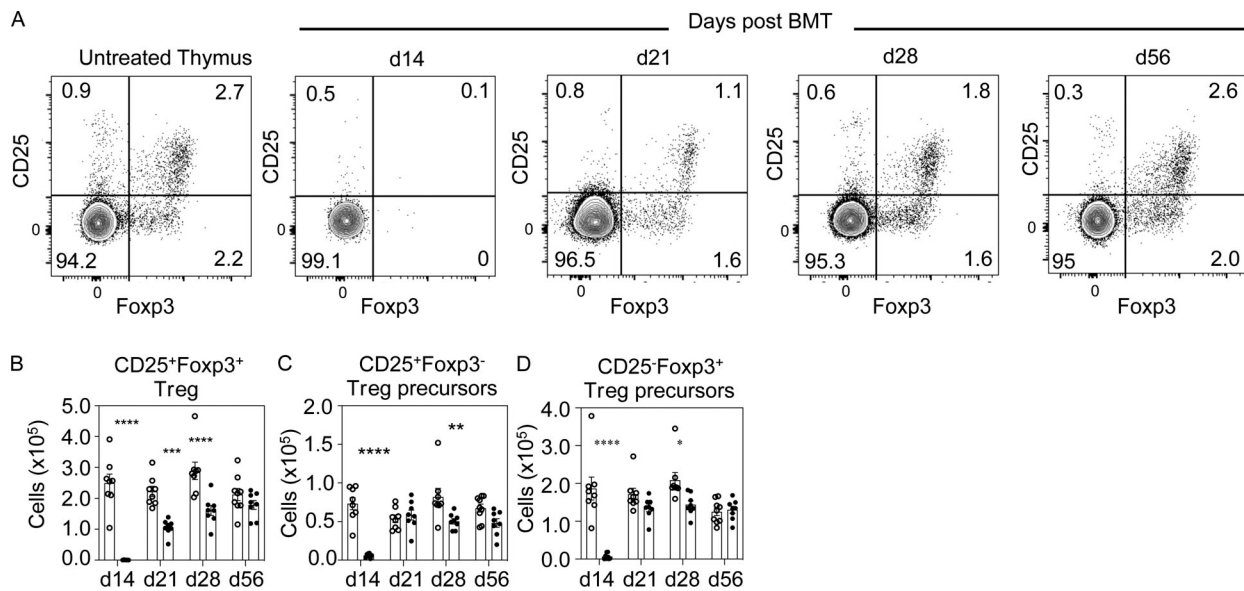 A
Days post BMT
Untreated Thymus
d14
d21
d28
d56
0.9 2.7
0.5 0.1
0.8 1.1
0.6 1.8
0.3 2.6
CD25
CD25
CD25
CD25
CD25
0
0
0
0
0
94.2 2.2
99.1 0
96.5 1.6
95.3 1.6
95 2.0
0
0
0
0
0
Foxp3
Foxp3
Foxp3
Foxp3
Foxp3
B
CD25⁺Foxp3⁺
Treg
Cells (x10⁵)
5.0
4.0
3.0
2.0
1.0
0.0
****
***
****
d14 d21 d28 d56
C
CD25⁺Foxp3⁻
Treg precursors
Cells (x10⁵)
2.0
1.5
1.0
0.5
0.0
****
**
d14 d21 d28 d56
D
CD25⁻Foxp3⁺
Treg precursors
Cells (x10⁵)
4.0
3.0
2.0
1.0
0.0
****
*
d14 d21 d28 d56